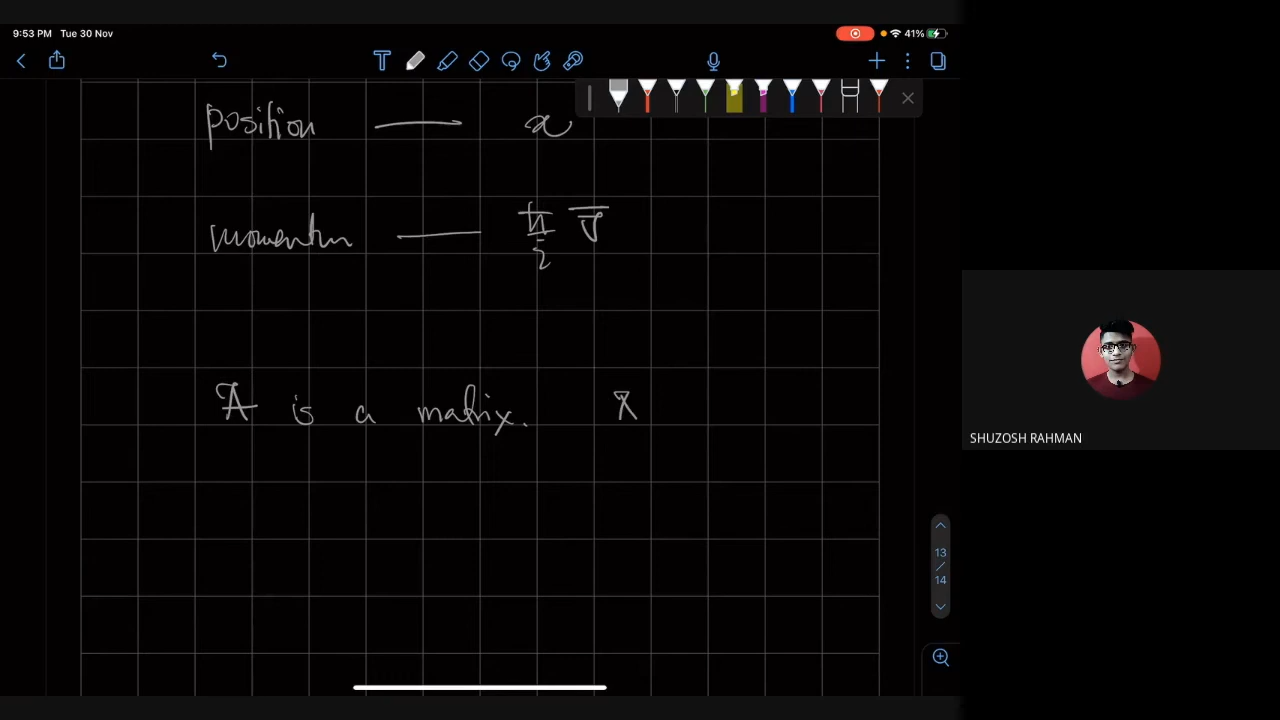 9:53 PM Tue 30 Nov
41%
position — x
momentum — ħ/i ∇
A is a matrix.
13
/
14
SHUZOSH RAHMAN